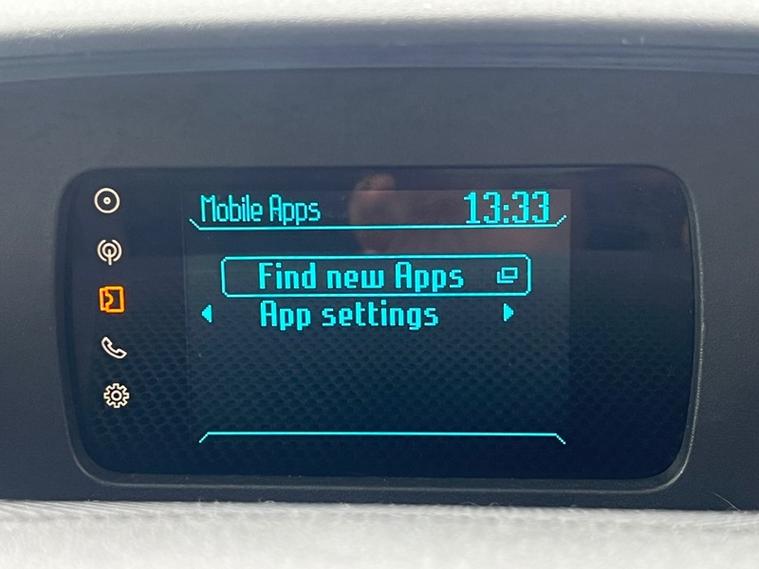 Mobile Apps 13:33
Find new Apps
App settings